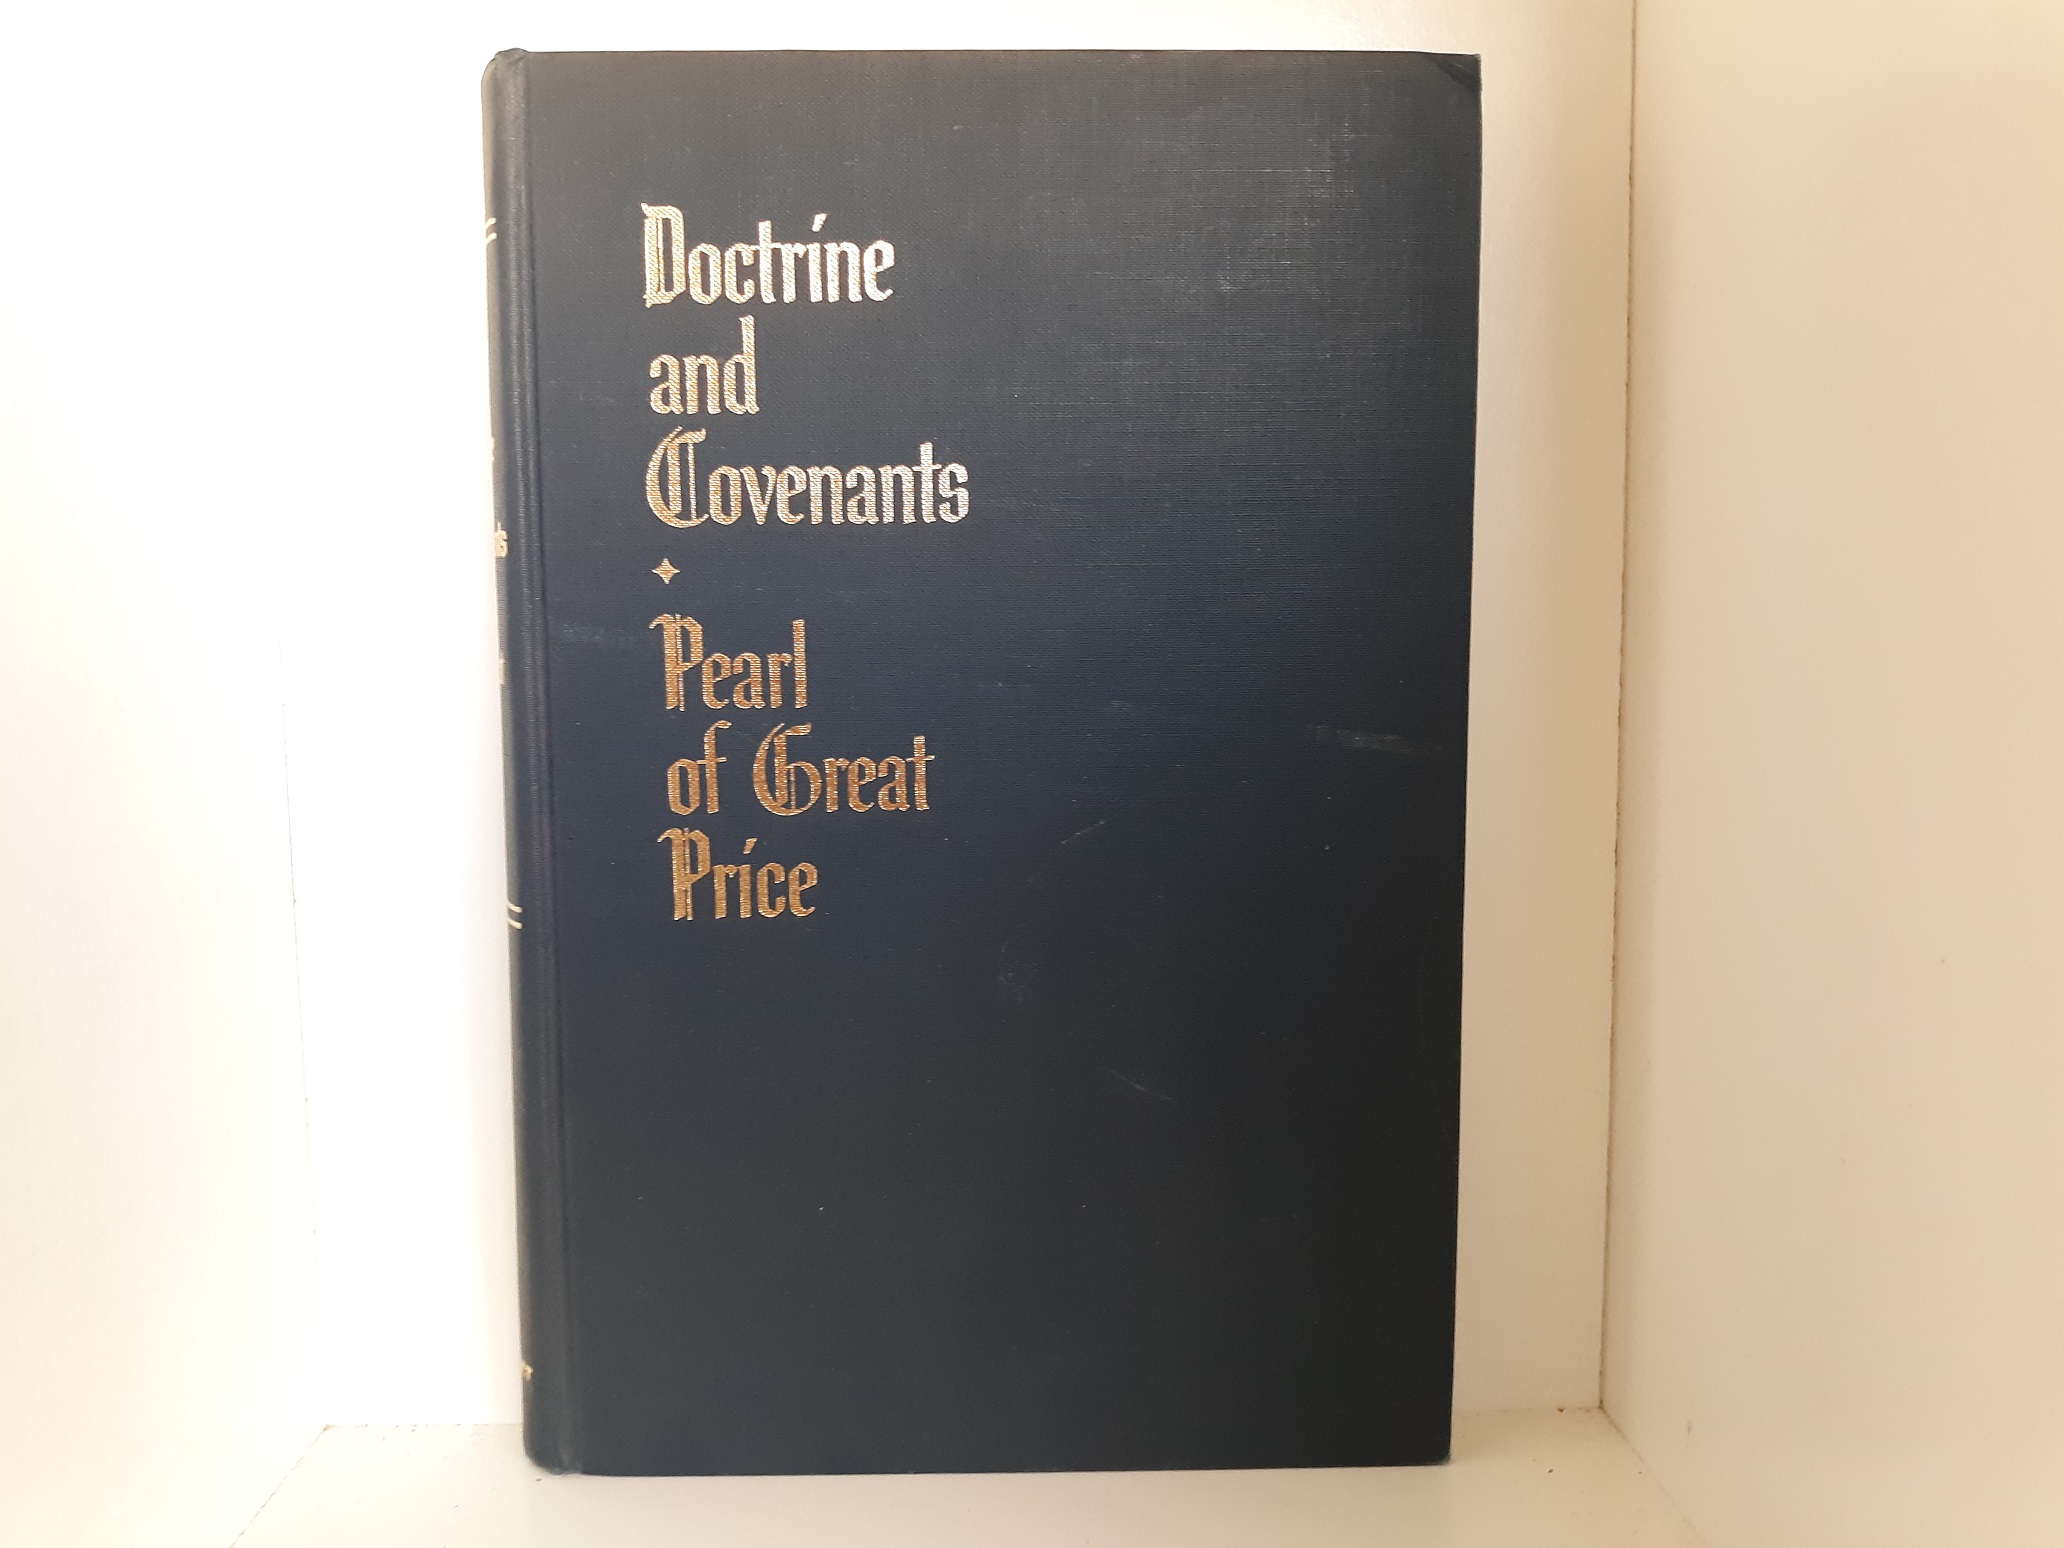 Doctrine
and
Covenants
Pearl
of Great
Price